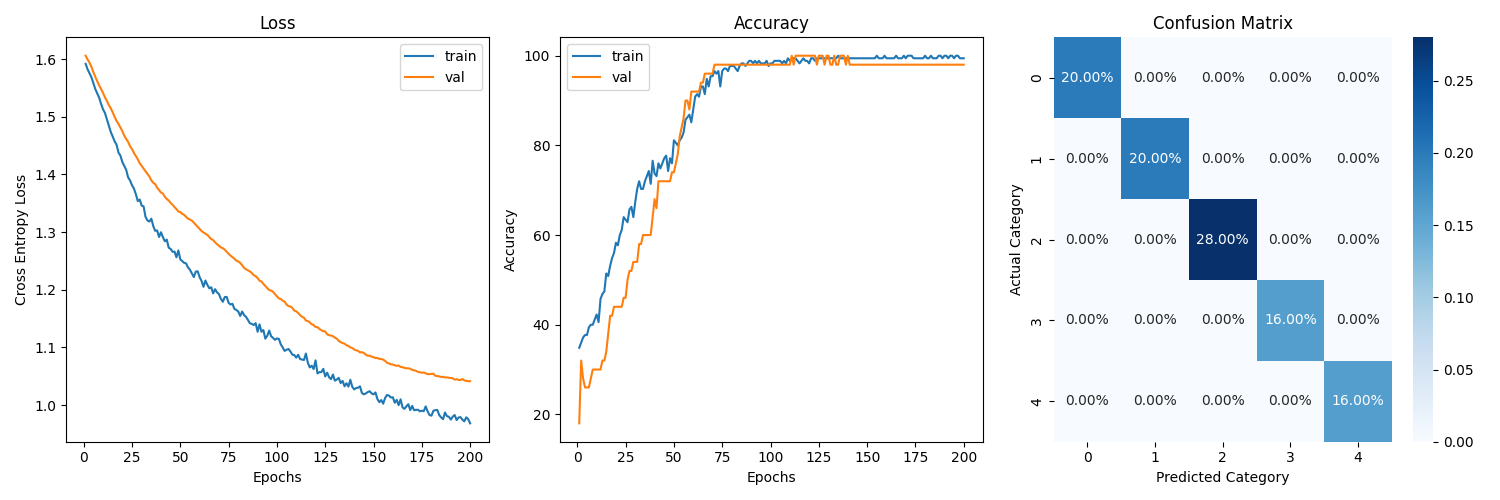 Loss
Cross Entropy Loss
1.6
1.5
1.4
1.3
1.2
1.1
1.0
train
val
0 25 50 75 100 125 150 175 200
Epochs
Accuracy
Accuracy
100
80
60
40
20
train
val
0 25 50 75 100 125 150 175 200
Epochs
Confusion Matrix
Actual Category
0 20.00% 0.00% 0.00% 0.00% 0.00%
1 0.00% 20.00% 0.00% 0.00% 0.00%
2 0.00% 0.00% 28.00% 0.00% 0.00%
3 0.00% 0.00% 0.00% 16.00% 0.00%
4 0.00% 0.00% 0.00% 0.00% 16.00%
0 1 2 3 4
Predicted Category
0.25
0.20
0.15
0.10
0.05
0.00